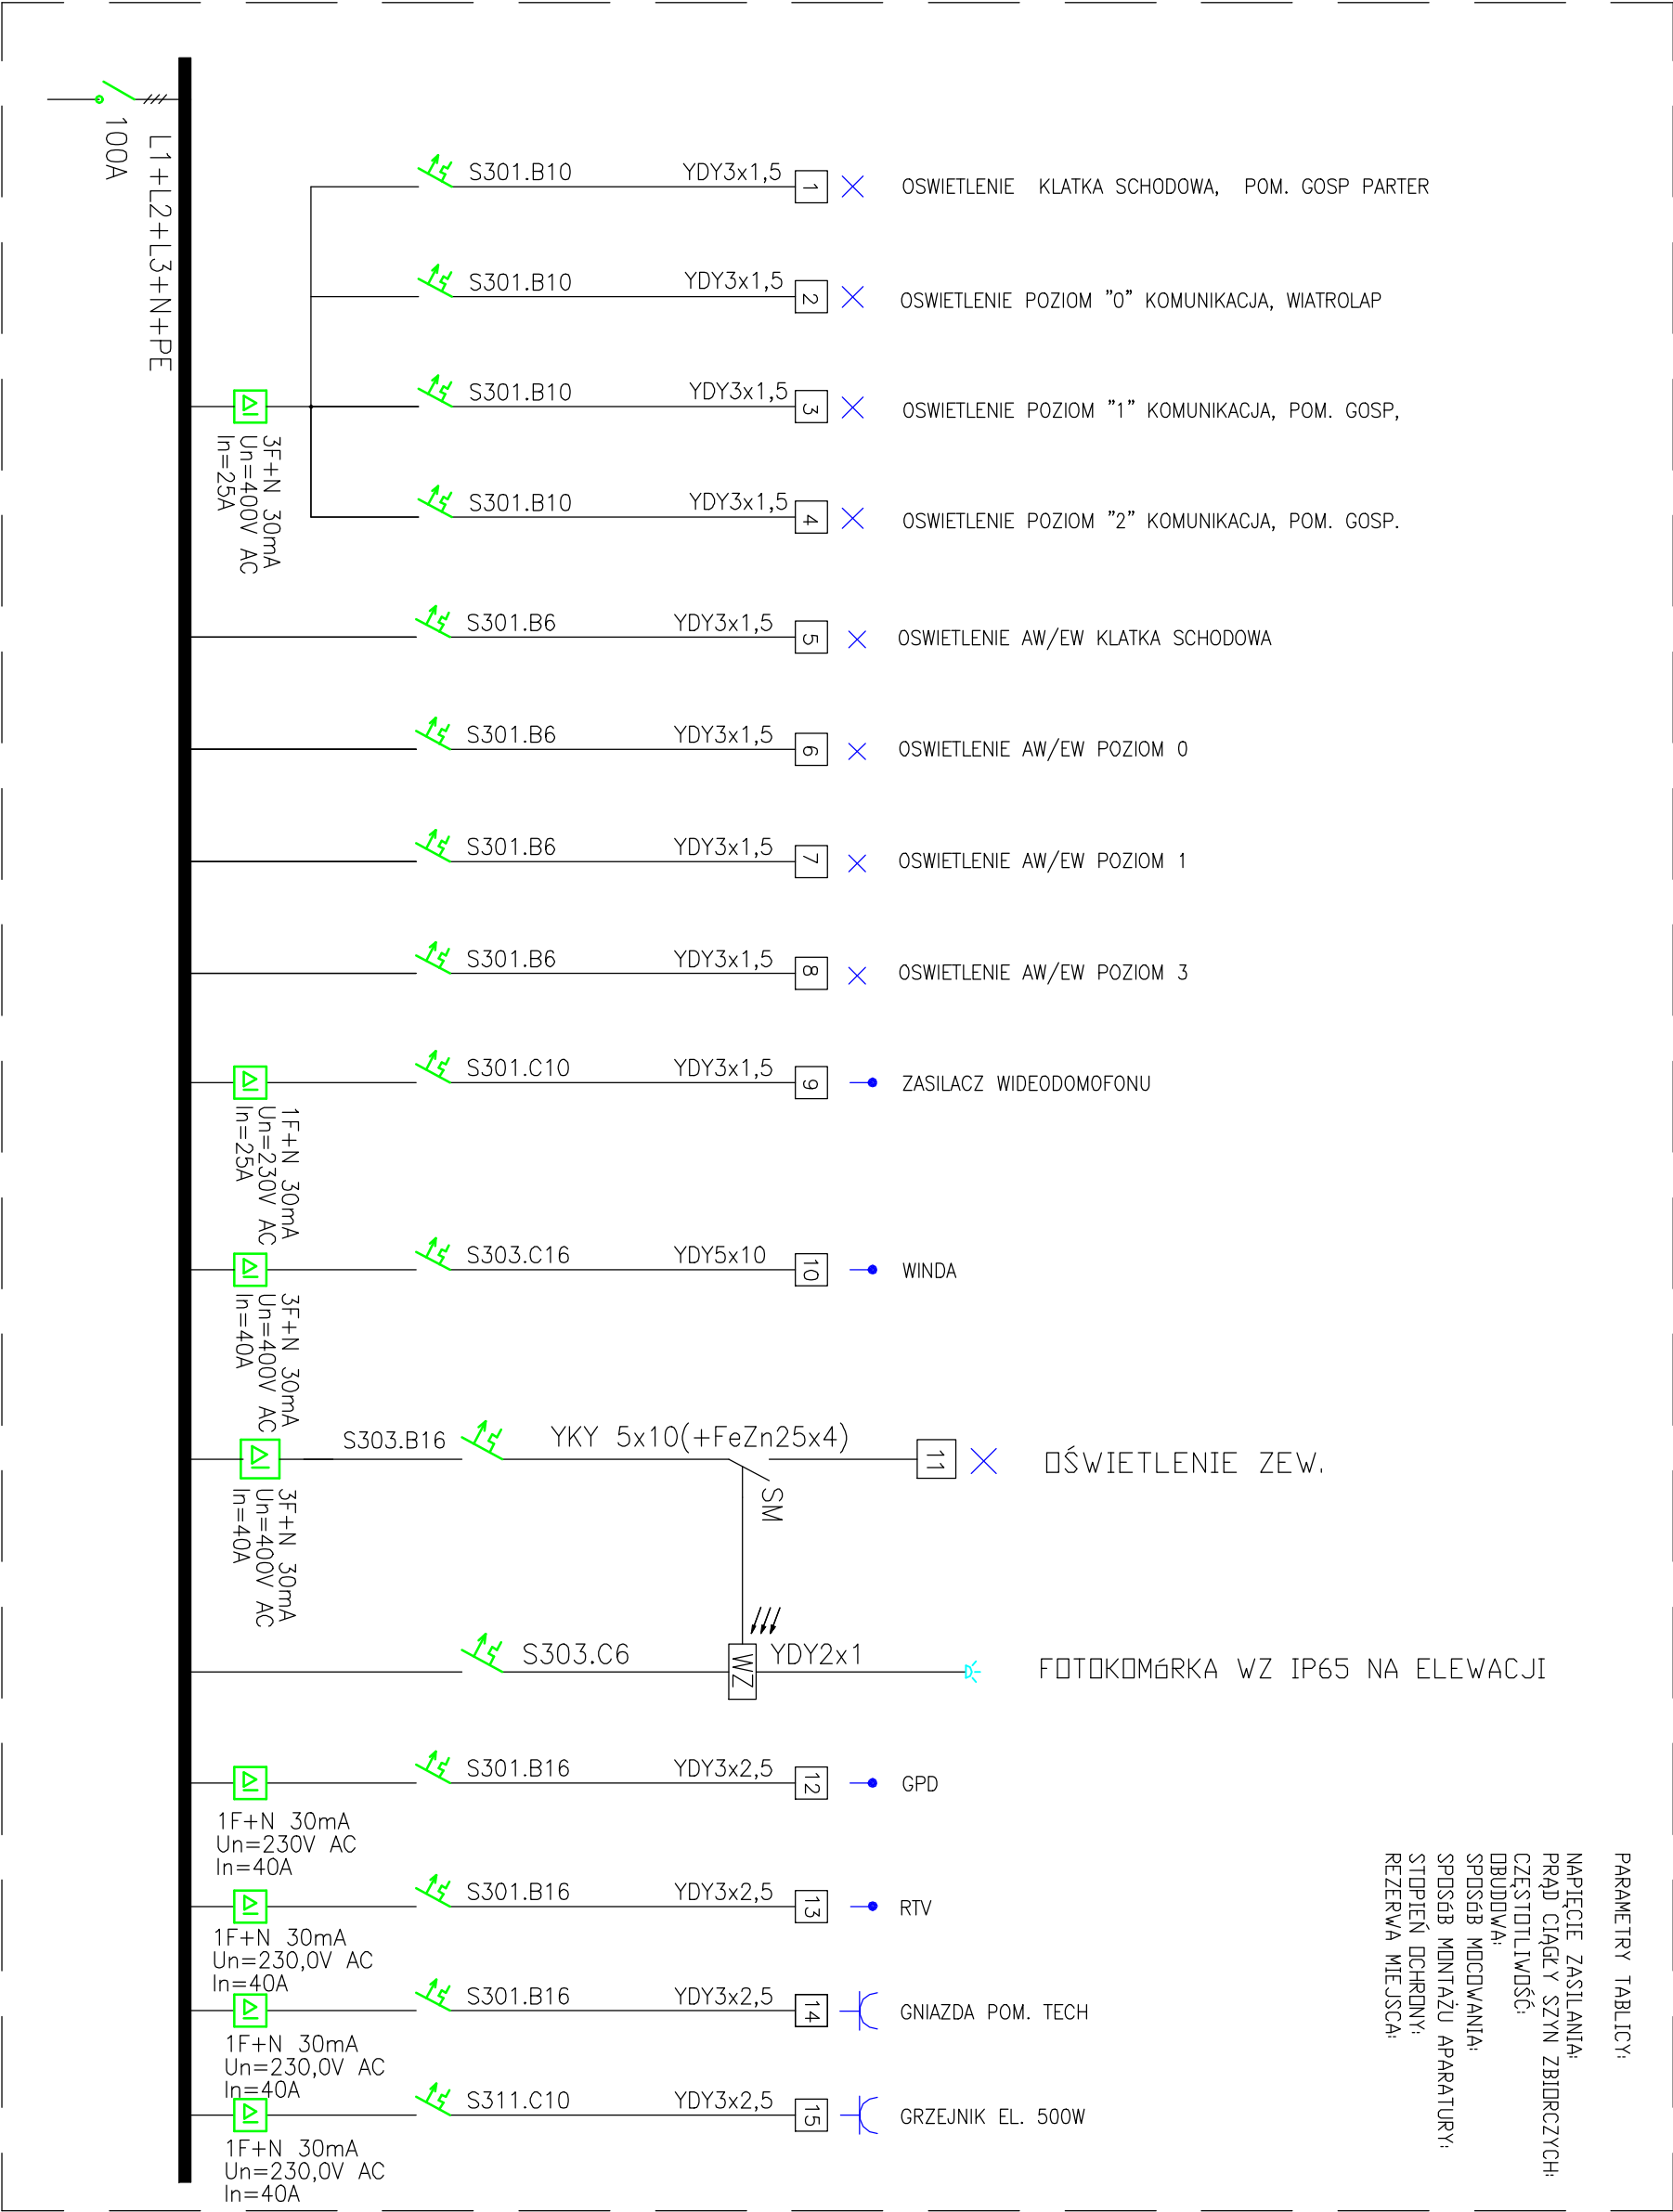 100A
L1+L2+L3+N+PE
S301.B10 YDY3x1,5 1 OSWIETLENIE KLATKA SCHODOWA, POM. GOSP PARTER
S301.B10 YDY3x1,5 2 OSWIETLENIE POZIOM "0" KOMUNIKACJA, WIATROLAP
S301.B10 YDY3x1,5 3 OSWIETLENIE POZIOM "1" KOMUNIKACJA, POM. GOSP,
3F+N 30mA
Un=400V AC
In=25A
S301.B10 YDY3x1,5 4 OSWIETLENIE POZIOM "2" KOMUNIKACJA, POM. GOSP.
S301.B6 YDY3x1,5 5 OSWIETLENIE AW/EW KLATKA SCHODOWA
S301.B6 YDY3x1,5 6 OSWIETLENIE AW/EW POZIOM 0
S301.B6 YDY3x1,5 7 OSWIETLENIE AW/EW POZIOM 1
S301.B6 YDY3x1,5 8 OSWIETLENIE AW/EW POZIOM 3
S301.C10 YDY3x1,5 9 ZASILACZ WIDEODOMOFONU
1F+N 30mA
Un=230V AC
In=25A
S303.C16 YDY5x10 10 WINDA
3F+N 30mA
Un=400V AC
In=40A
S303.B16 YKY 5x10(+FeZn25x4) 11 OŚWIETLENIE ZEW.
SM
3F+N 30mA
Un=400V AC
In=40A
S303.C6 WZ YDY2x1 FOTOKOMóRKA WZ IP65 NA ELEWACJI
S301.B16 YDY3x2,5 12 GPD
1F+N 30mA
Un=230V AC
In=40A
S301.B16 YDY3x2,5 13 RTV
1F+N 30mA
Un=230,0V AC
In=40A
S301.B16 YDY3x2,5 14 GNIAZDA POM. TECH
1F+N 30mA
Un=230,0V AC
In=40A
S311.C10 YDY3x2,5 15 GRZEJNIK EL. 500W
1F+N 30mA
Un=230,0V AC
In=40A
PARAMETRY TABLICY:
NAPIĘCIE ZASILANIA:
PRĄD CIĄGŁY SZYN ZBIORCZYCH:
CZĘSTOTLIWOŚĆ:
OBUDOWA:
SPOSóB MOCOWANIA:
SPOSóB MONTAŻU APARATURY:
STOPIEŃ OCHRONY:
REZERWA MIEJSCA: